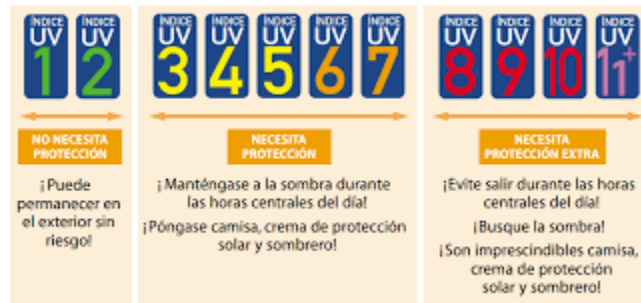 ÍNDICE UV 1
ÍNDICE UV 2
ÍNDICE UV 3
ÍNDICE UV 4
ÍNDICE UV 5
ÍNDICE UV 6
ÍNDICE UV 7
ÍNDICE UV 8
ÍNDICE UV 9
ÍNDICE UV 10
ÍNDICE UV 11+
NO NECESITA
PROTECCIÓN
¡Puede
permanecer en
el exterior sin
riesgo!
NECESITA
PROTECCIÓN
¡Manténgase a la sombra durante
las horas centrales del día!
¡Póngase camisa, crema de protección
solar y sombrero!
NECESITA
PROTECCIÓN EXTRA
¡Evite salir durante las horas
centrales del día!
¡Busque la sombra!
¡Son imprescindibles camisa,
crema de protección
solar y sombrero!